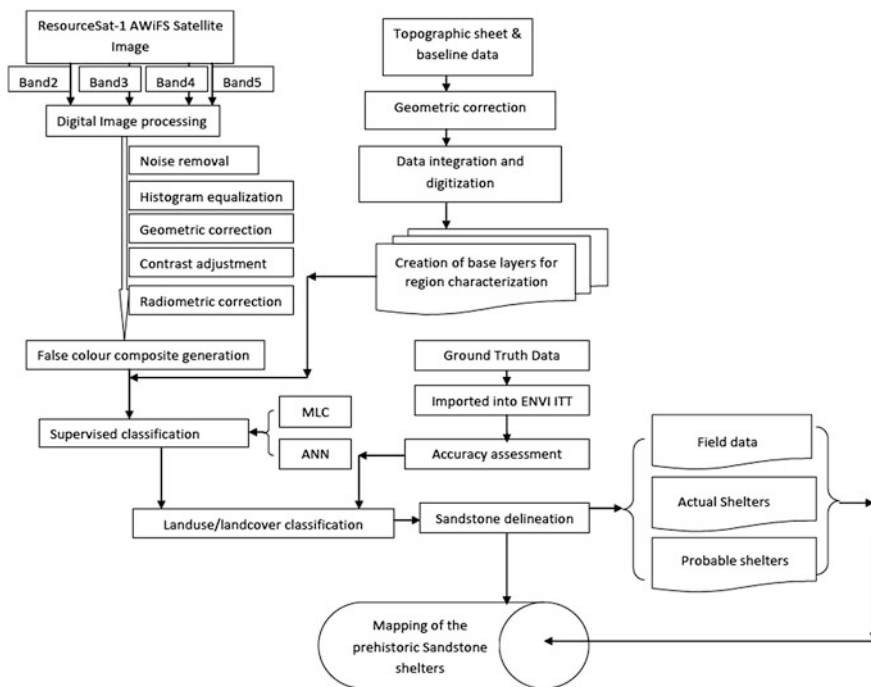 ResourceSat-1 AWiFS Satellite
Image
Band2
Band3
Band4
Band5
Digital Image processing
Noise removal
Histogram equalization
Geometric correction
Contrast adjustment
Radiometric correction
False colour composite generation
Topographic sheet &
baseline data
Geometric correction
Data integration and
digitization
Creation of base layers for
region characterization
Ground Truth Data
Imported into ENVI ITT
Accuracy assessment
MLC
ANN
Supervised classification
Landuse/landcover classification
Sandstone delineation
Field data
Actual Shelters
Probable shelters
Mapping of the
prehistoric Sandstone
shelters